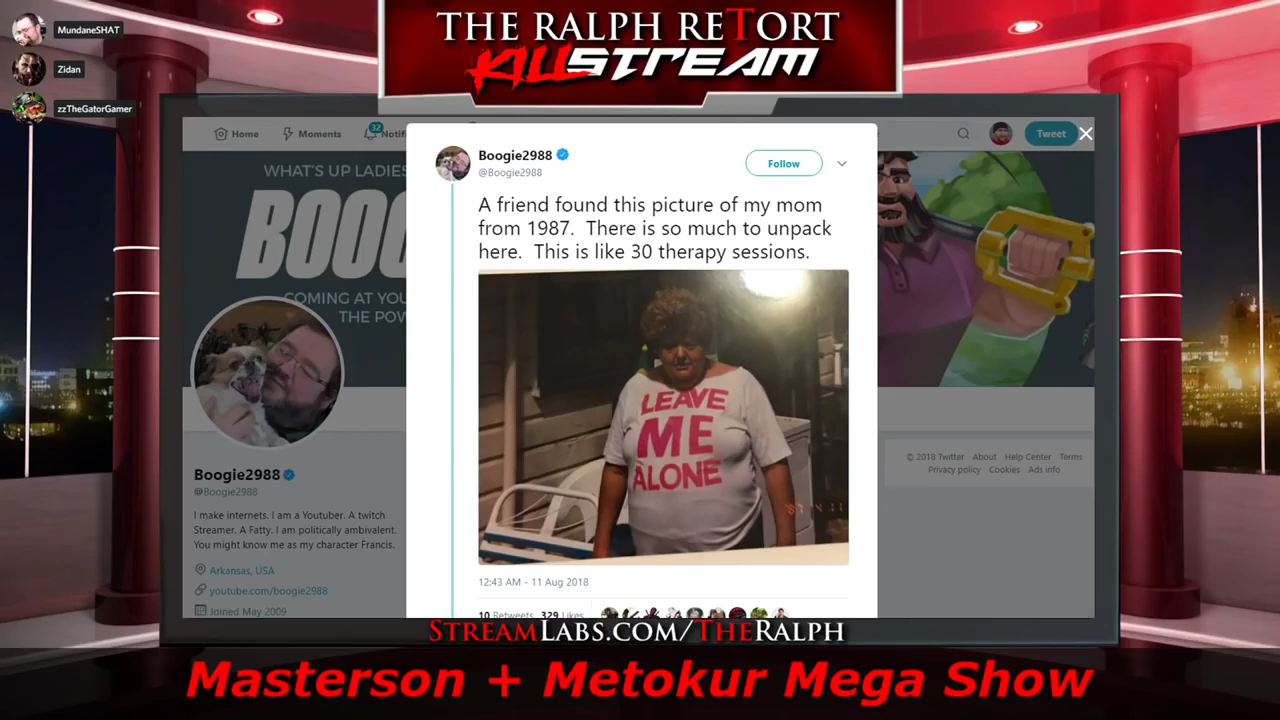 MundaneSHAT
Zidan
zzTheGatorGamer
THE RALPH RETORT
KILLSTREAM
Home
Moments
32
Notifi
Tweet
WHAT'S UP LADIES
BOOG
COMING AT YOU
THE POW
Boogie2988
@Boogie2988
I make internets. I am a Youtuber. A twitch
Streamer. A Fatty. I am politically ambivalent.
You might know me as my character Francis.
Arkansas, USA
youtube.com/boogie2988
Joined May 2009
Boogie2988
@Boogie2988
Follow
A friend found this picture of my mom
from 1987. There is so much to unpack
here. This is like 30 therapy sessions.
LEAVE
ME
ALONE
'87 4 11
12:43 AM - 11 Aug 2018
10 Retweets 329 Likes
© 2018 Twitter About Help Center Terms
Privacy policy Cookies Ads info
STREAMLABS.COM/THERALPH
Masterson + Metokur Mega Show